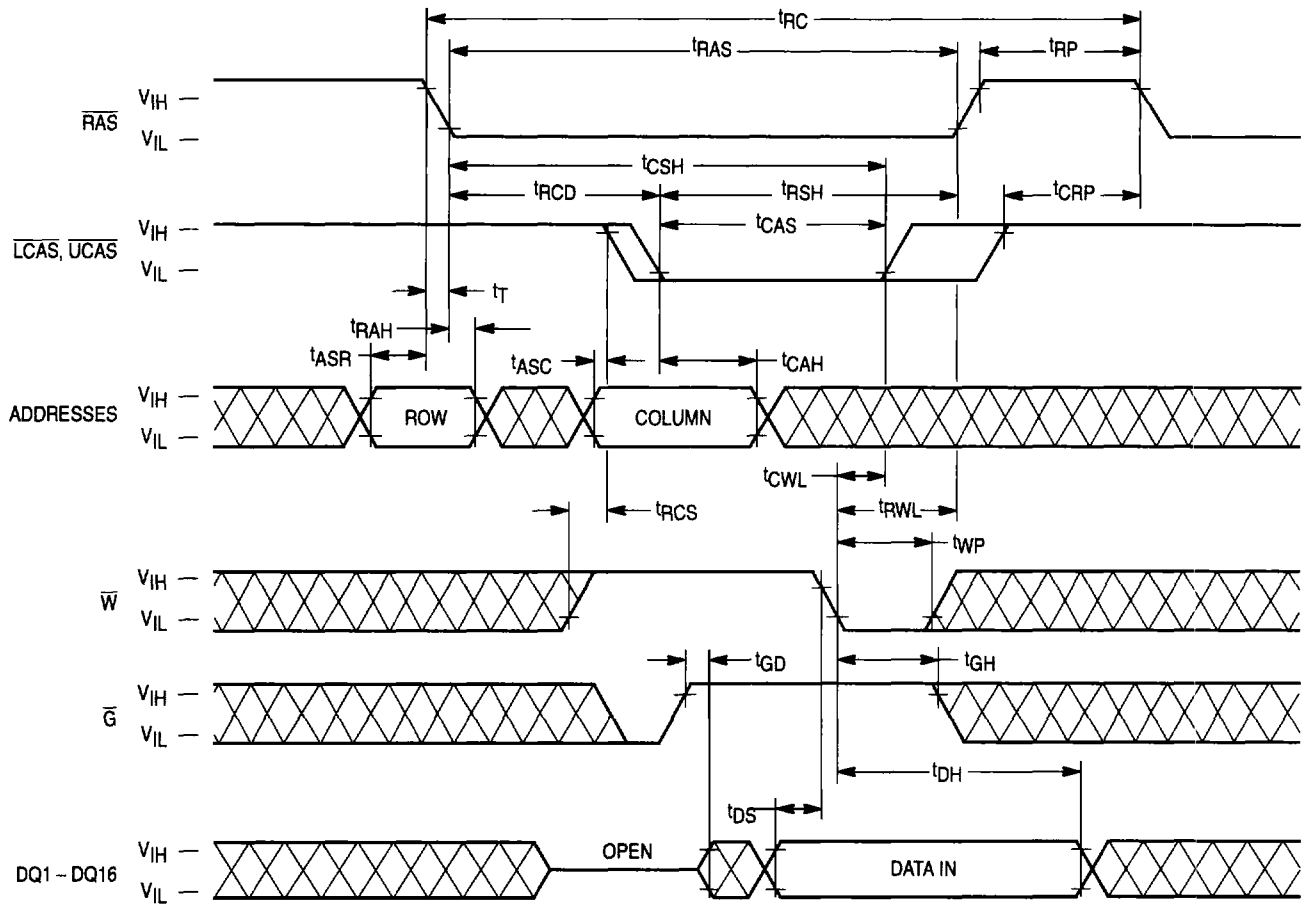 tRC
tRAS
tRP
VIH
RAS
VIL
tCSH
tRCD
tRSH
tCRP
tCAS
VIH
LCAS, UCAS
VIL
tT
tRAH
tASR
tASC
tCAH
VIH
ADDRESSES
ROW
COLUMN
VIL
tCWL
tRCS
tRWL
tWP
VIH
W
VIL
tGD
tGH
VIH
G
VIL
tDH
tDS
VIH
OPEN
DQ1 – DQ16
DATA IN
VIL